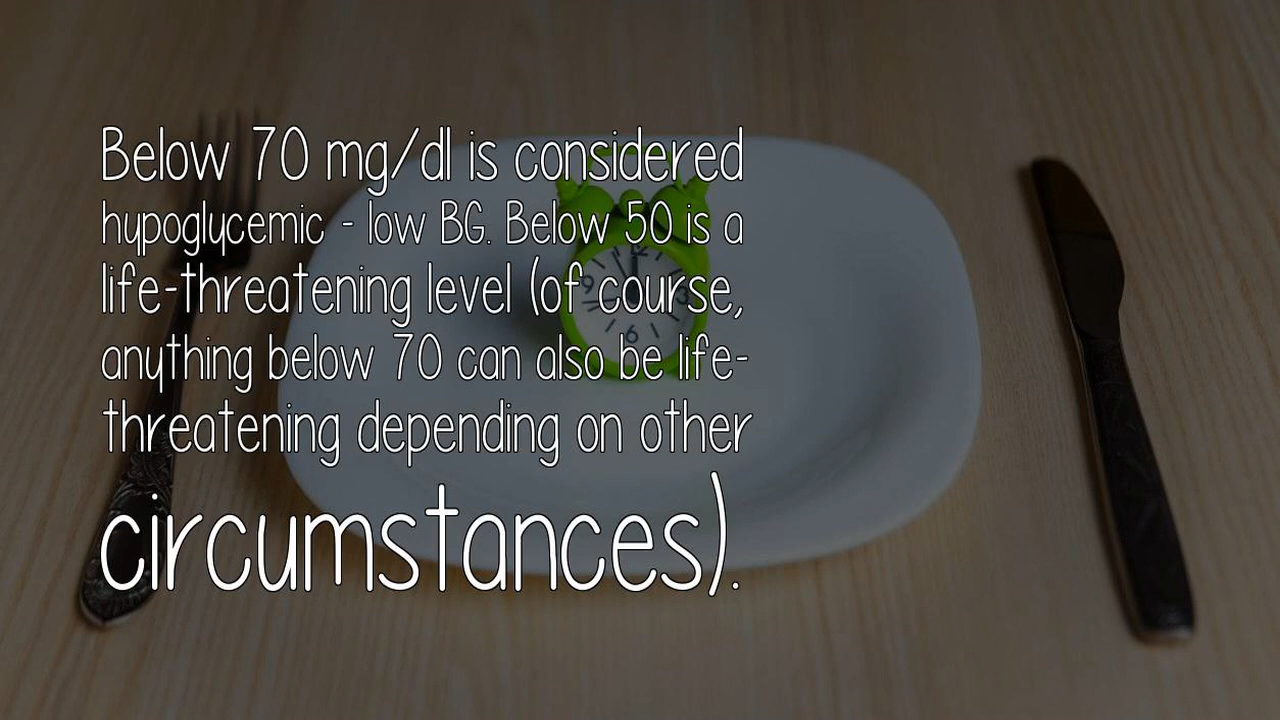 Below 70 mg/dl is considered
hypoglycemic - low BG. Below 50 is a
life-threatening level (of course,
anything below 70 can also be life-
threatening depending on other
circumstances).